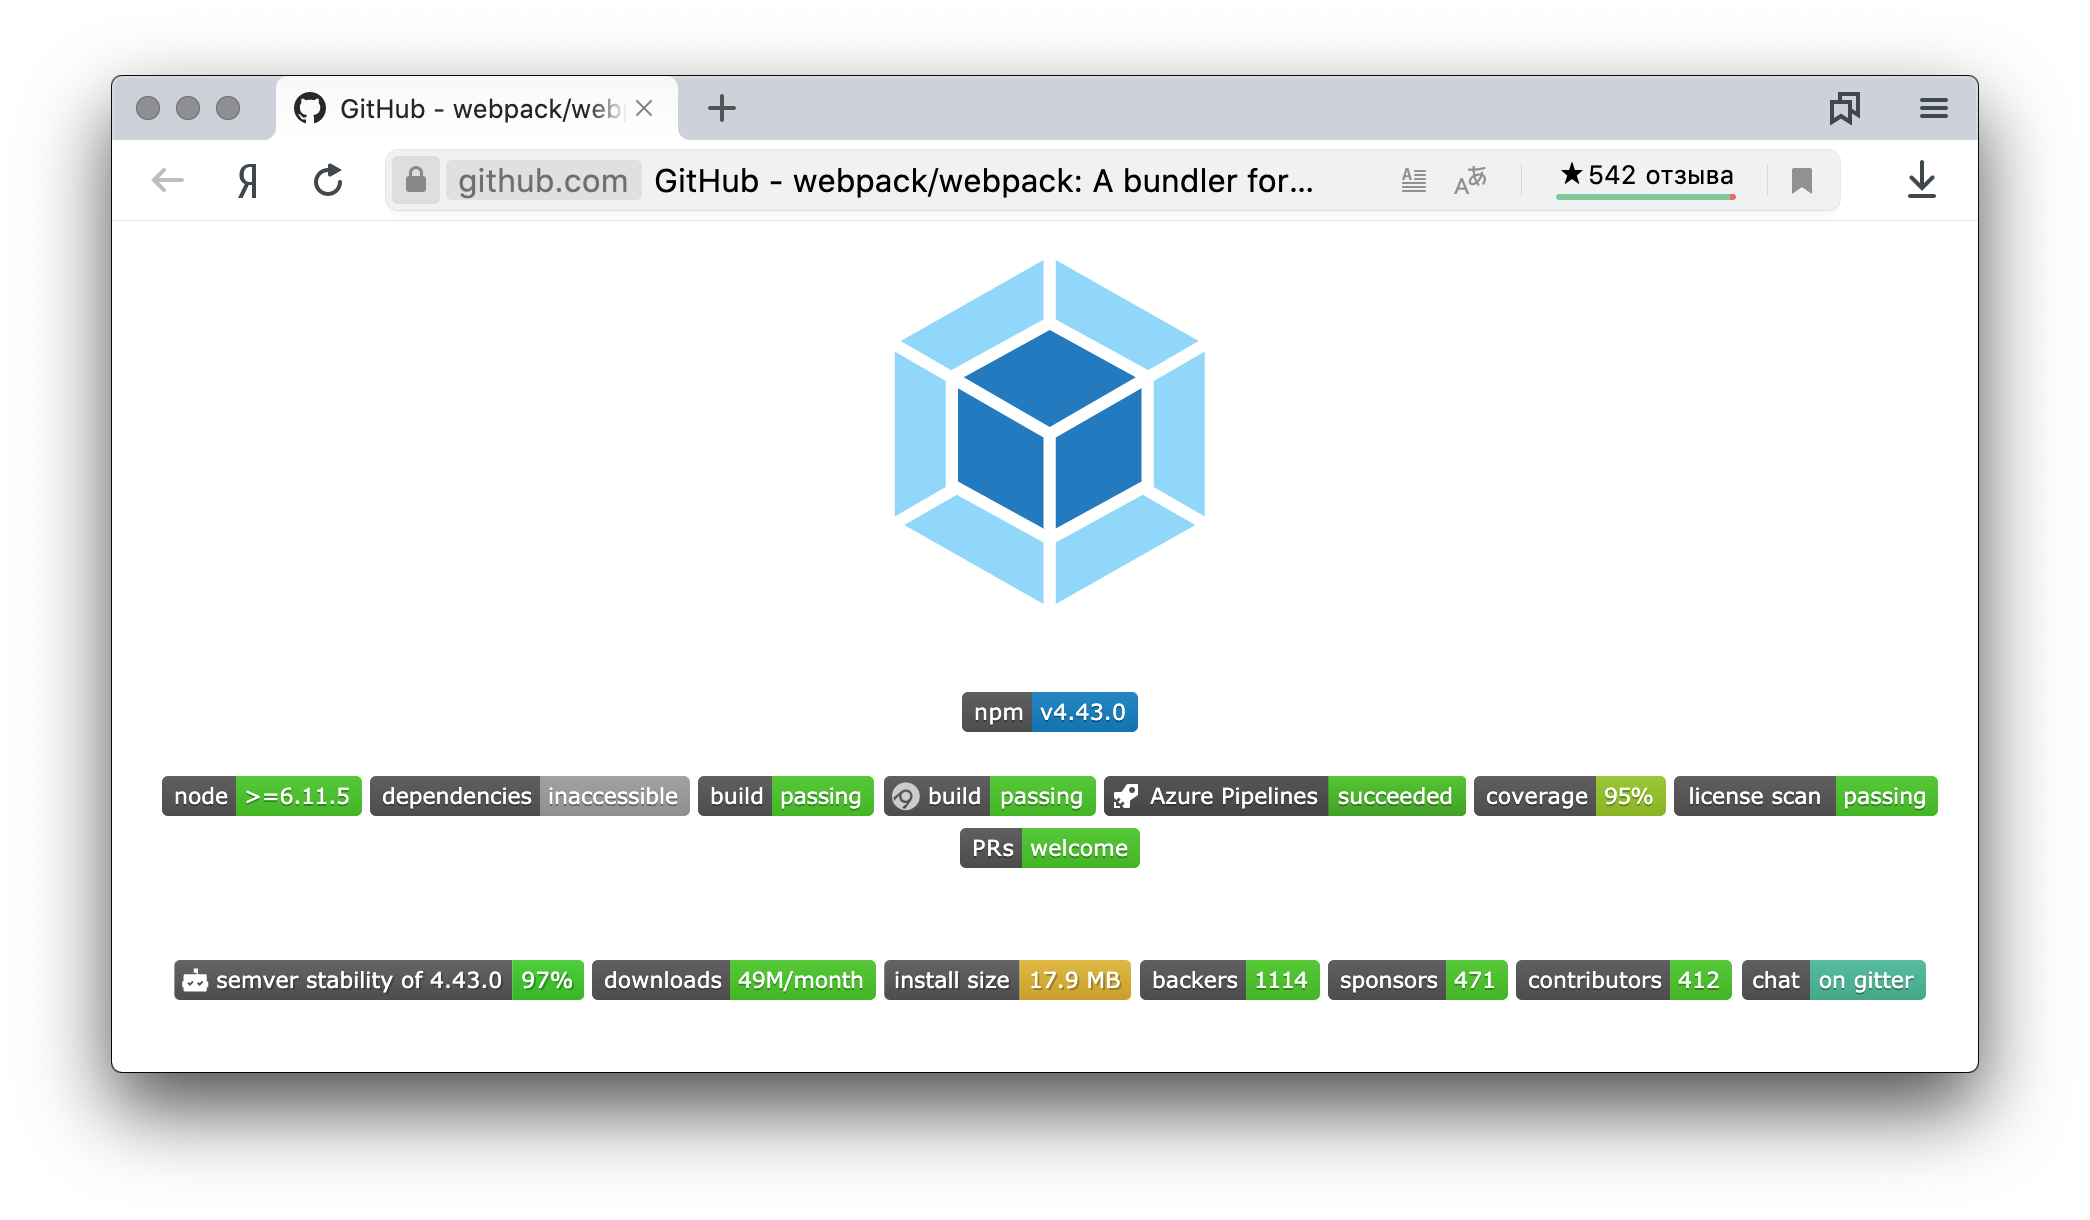 GitHub - webpack/web
Я github.com GitHub - webpack/webpack: A bundler for... ★ 542 отзыва
npm v4.43.0
node >=6.11.5 dependencies inaccessible build passing build passing Azure Pipelines succeeded coverage 95% license scan passing
PRs welcome
semver stability of 4.43.0 97% downloads 49M/month install size 17.9 MB backers 1114 sponsors 471 contributors 412 chat on gitter